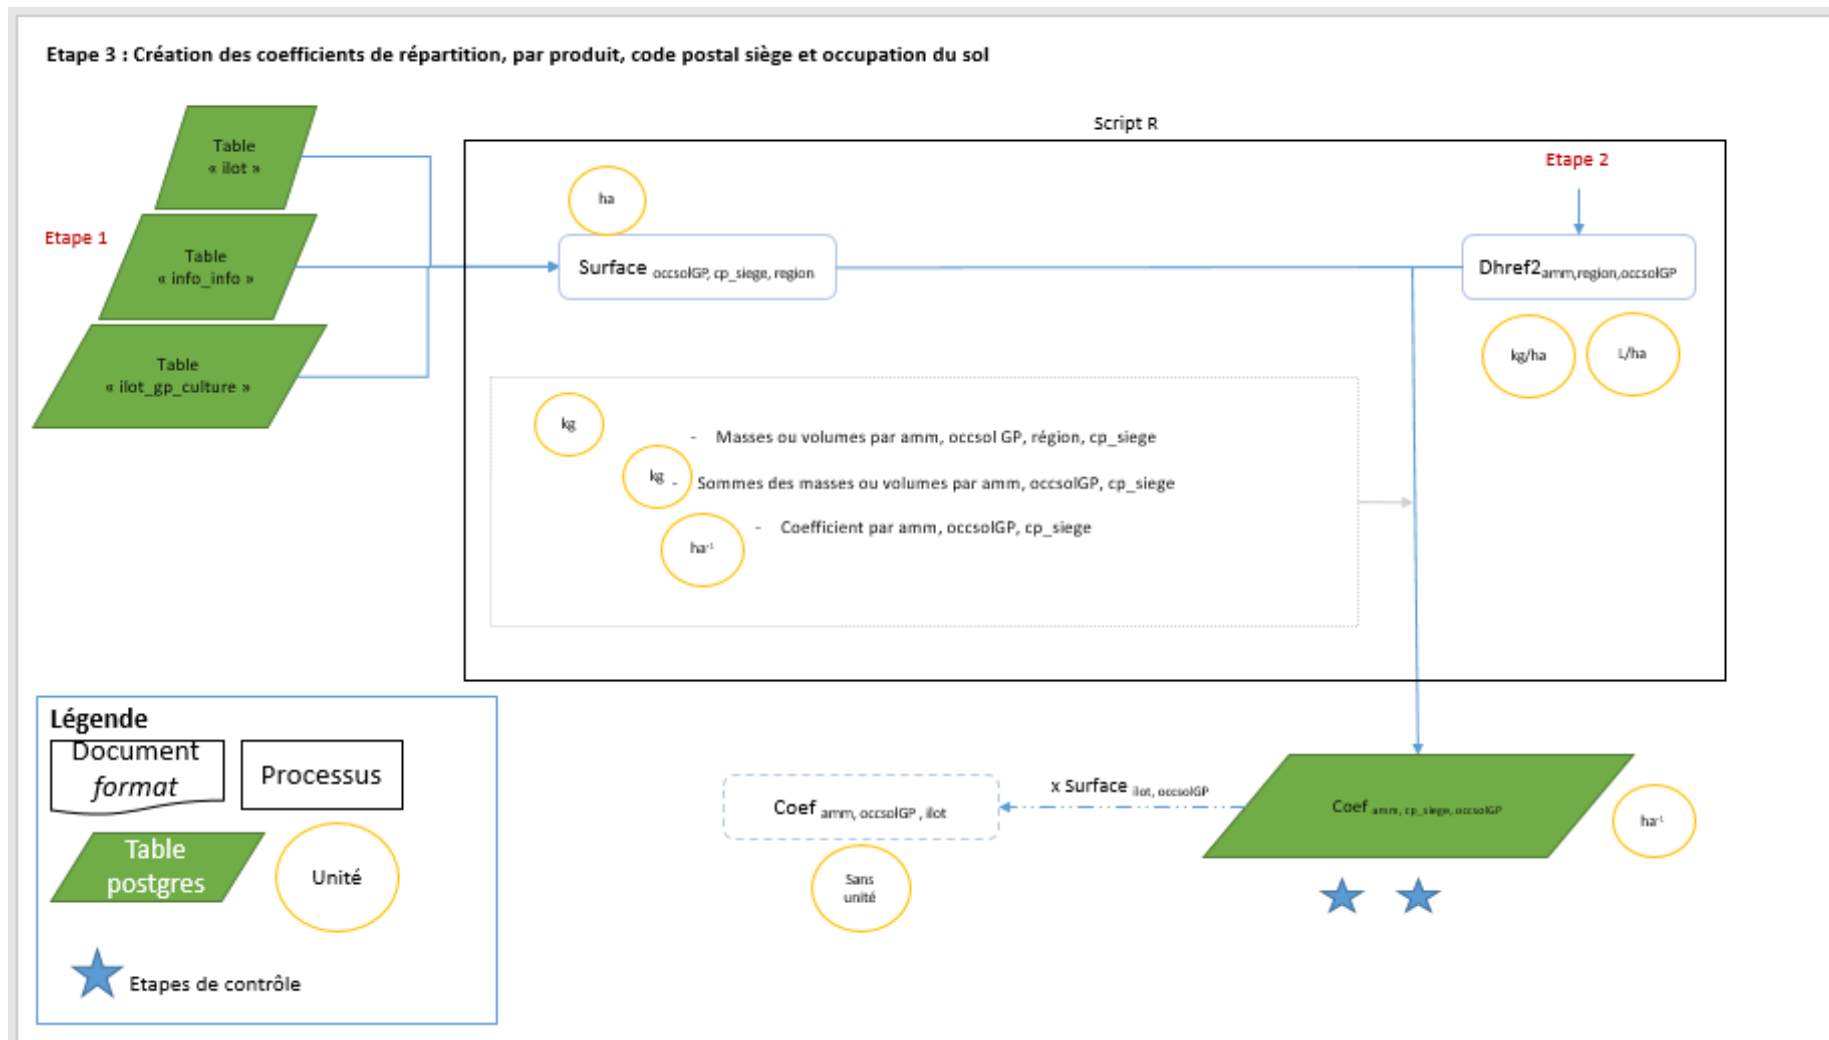 Etape 3 : Création des coefficients de répartition, par produit, code postal siège et occupation du sol
Script R
Table
« ilot »
Etape 1
Table
« info_info »
Table
« ilot_gp_culture »
ha
Surface occsolGP, cp_siege, region
Etape 2
Dhref2amm,region,occsolGP
kg/ha
L/ha
kg
- Masses ou volumes par amm, occsol GP, région, cp_siege
kg
- Sommes des masses ou volumes par amm, occsolGP, cp_siege
ha-1
- Coefficient par amm, occsolGP, cp_siege
Légende
Document
format
Processus
Table
postgres
Unité
Etapes de contrôle
Coef amm, occsolGP , ilot
Sans
unité
x Surface ilot, occsolGP
Coef amm, cp_siege, occsolGP
ha-1